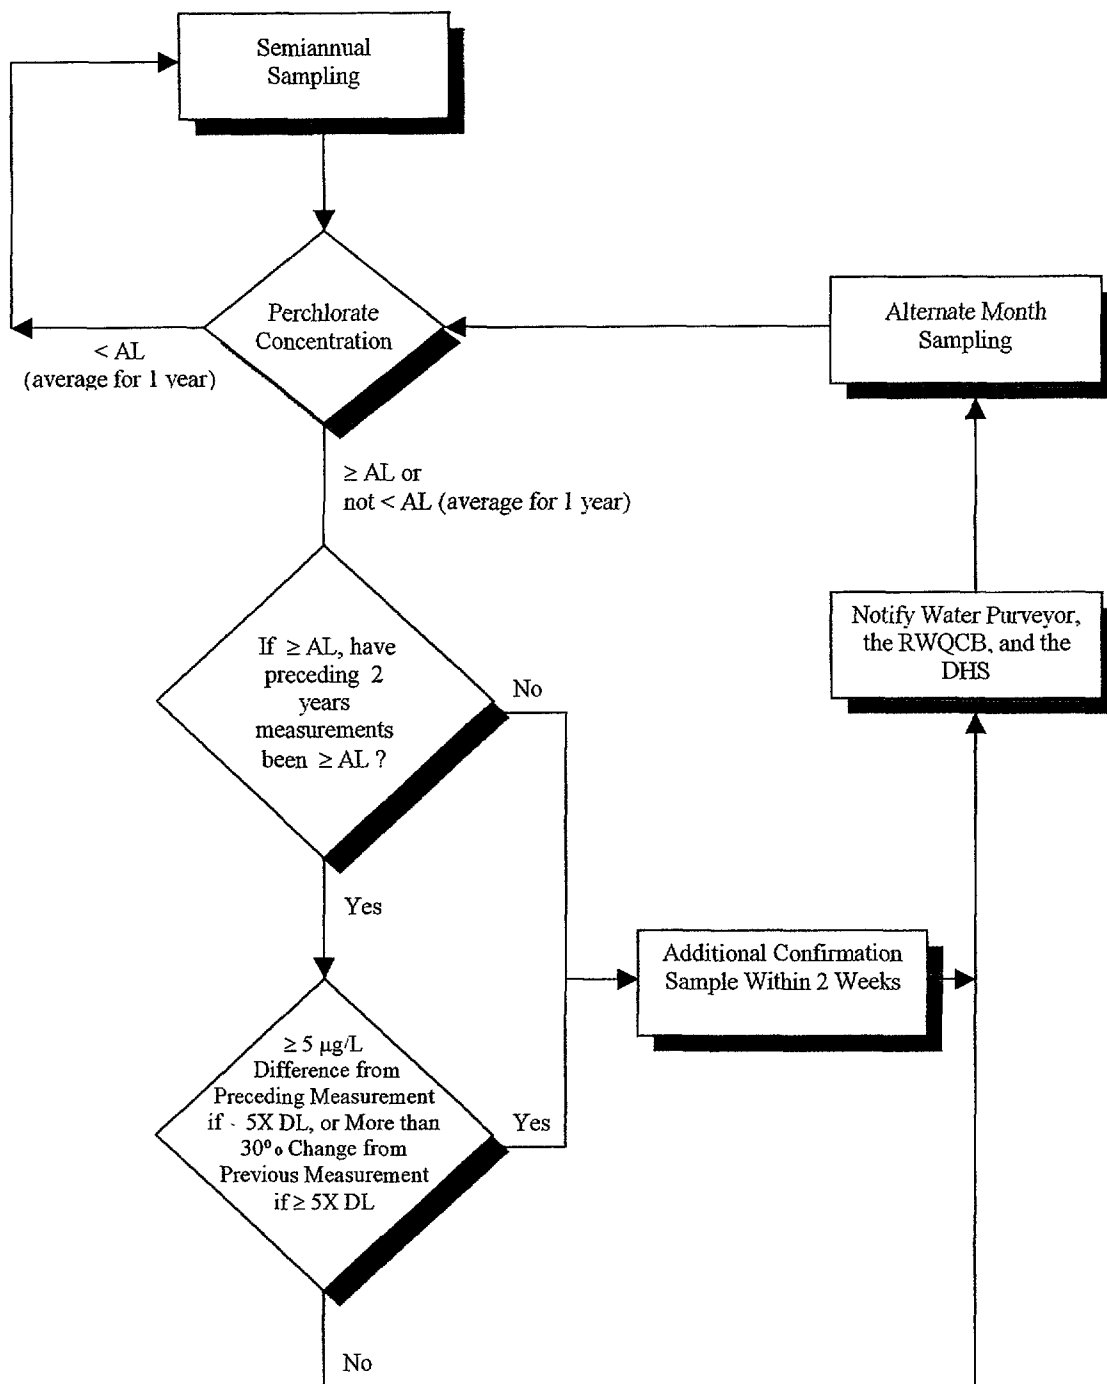 Semiannual
Sampling
Perchlorate
Concentration
Alternate Month
Sampling
< AL
(average for 1 year)
≥ AL or
not < AL (average for 1 year)
Notify Water Purveyor,
the RWQCB, and the
DHS
If ≥ AL, have
preceding 2
years
measurements
been ≥ AL ?
No
Yes
Additional Confirmation
Sample Within 2 Weeks
≥ 5 µg/L
Difference from
Preceding Measurement
if 5X DL, or More than
30% Change from
Previous Measurement
if ≥ 5X DL
Yes
No